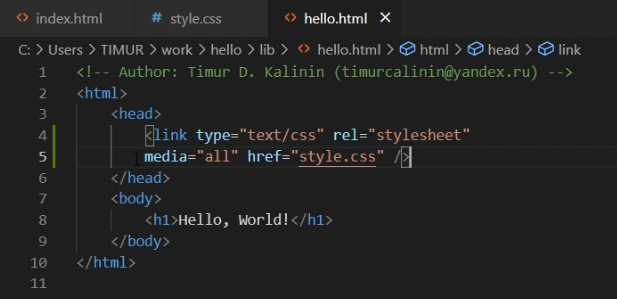 index.html # style.css hello.html
C: > Users > TIMUR > work > hello > lib > hello.html > html > head > link
1 <!-- Author: Timur D. Kalinin (timurcalinin@yandex.ru) -->
2 <html>
3 <head>
4 <link type="text/css" rel="stylesheet"
5 media="all" href="style.css" />
6 </head>
7 <body>
8 <h1>Hello, World!</h1>
9 </body>
10 </html>
11